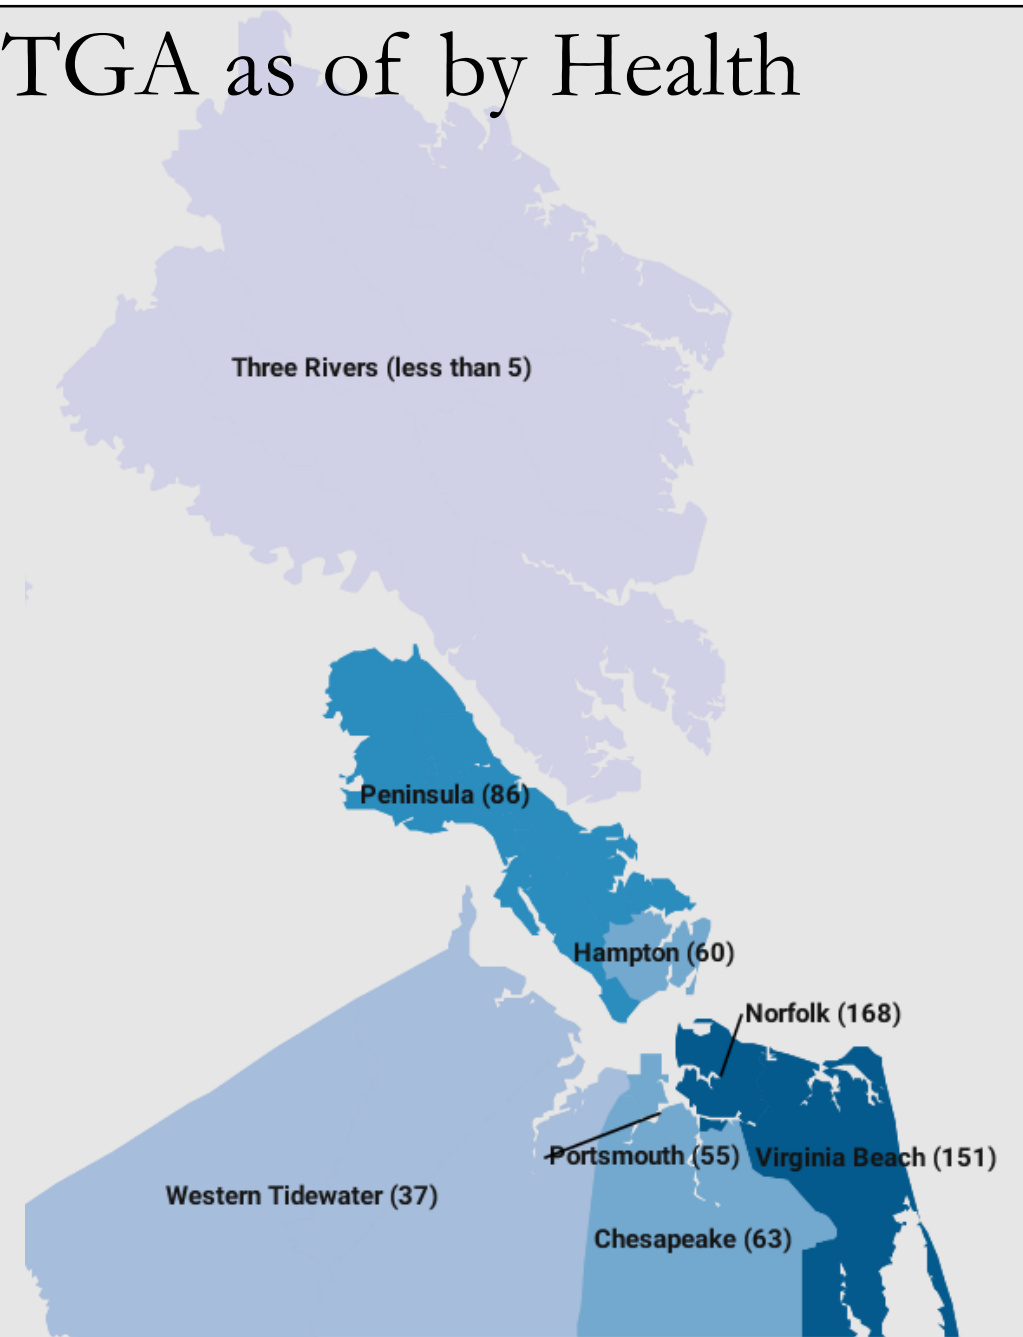 TGA as of by Health
Three Rivers (less than 5)
Peninsula (86)
Hampton (60)
Norfolk (168)
Portsmouth (55)
Virginia Beach (151)
Western Tidewater (37)
Chesapeake (63)